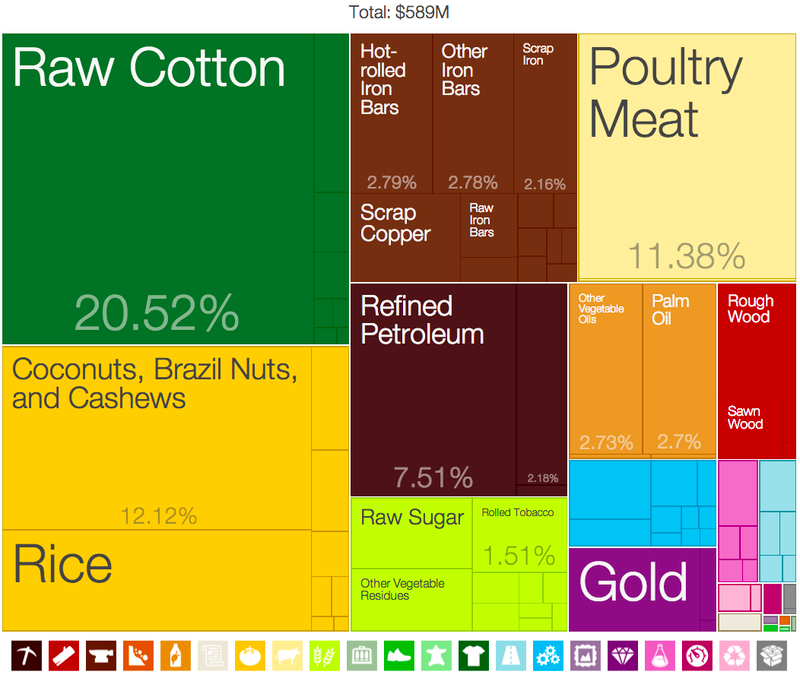 Total: $589M
Raw Cotton
20.52%
Coconuts, Brazil Nuts,
and Cashews
12.12%
Rice
Hot-
rolled
Iron
Bars
2.79%
Other
Iron
Bars
2.78%
Scrap
Iron
2.16%
Scrap
Copper
Raw
Iron
Bars
Poultry
Meat
11.38%
Refined
Petroleum
7.51%
2.18%
Other
Vegetable
Oils
2.73%
Palm
Oil
2.7%
Rough
Wood
Sawn
Wood
Raw Sugar
Rolled Tobacco
1.51%
Other Vegetable
Residues
Gold